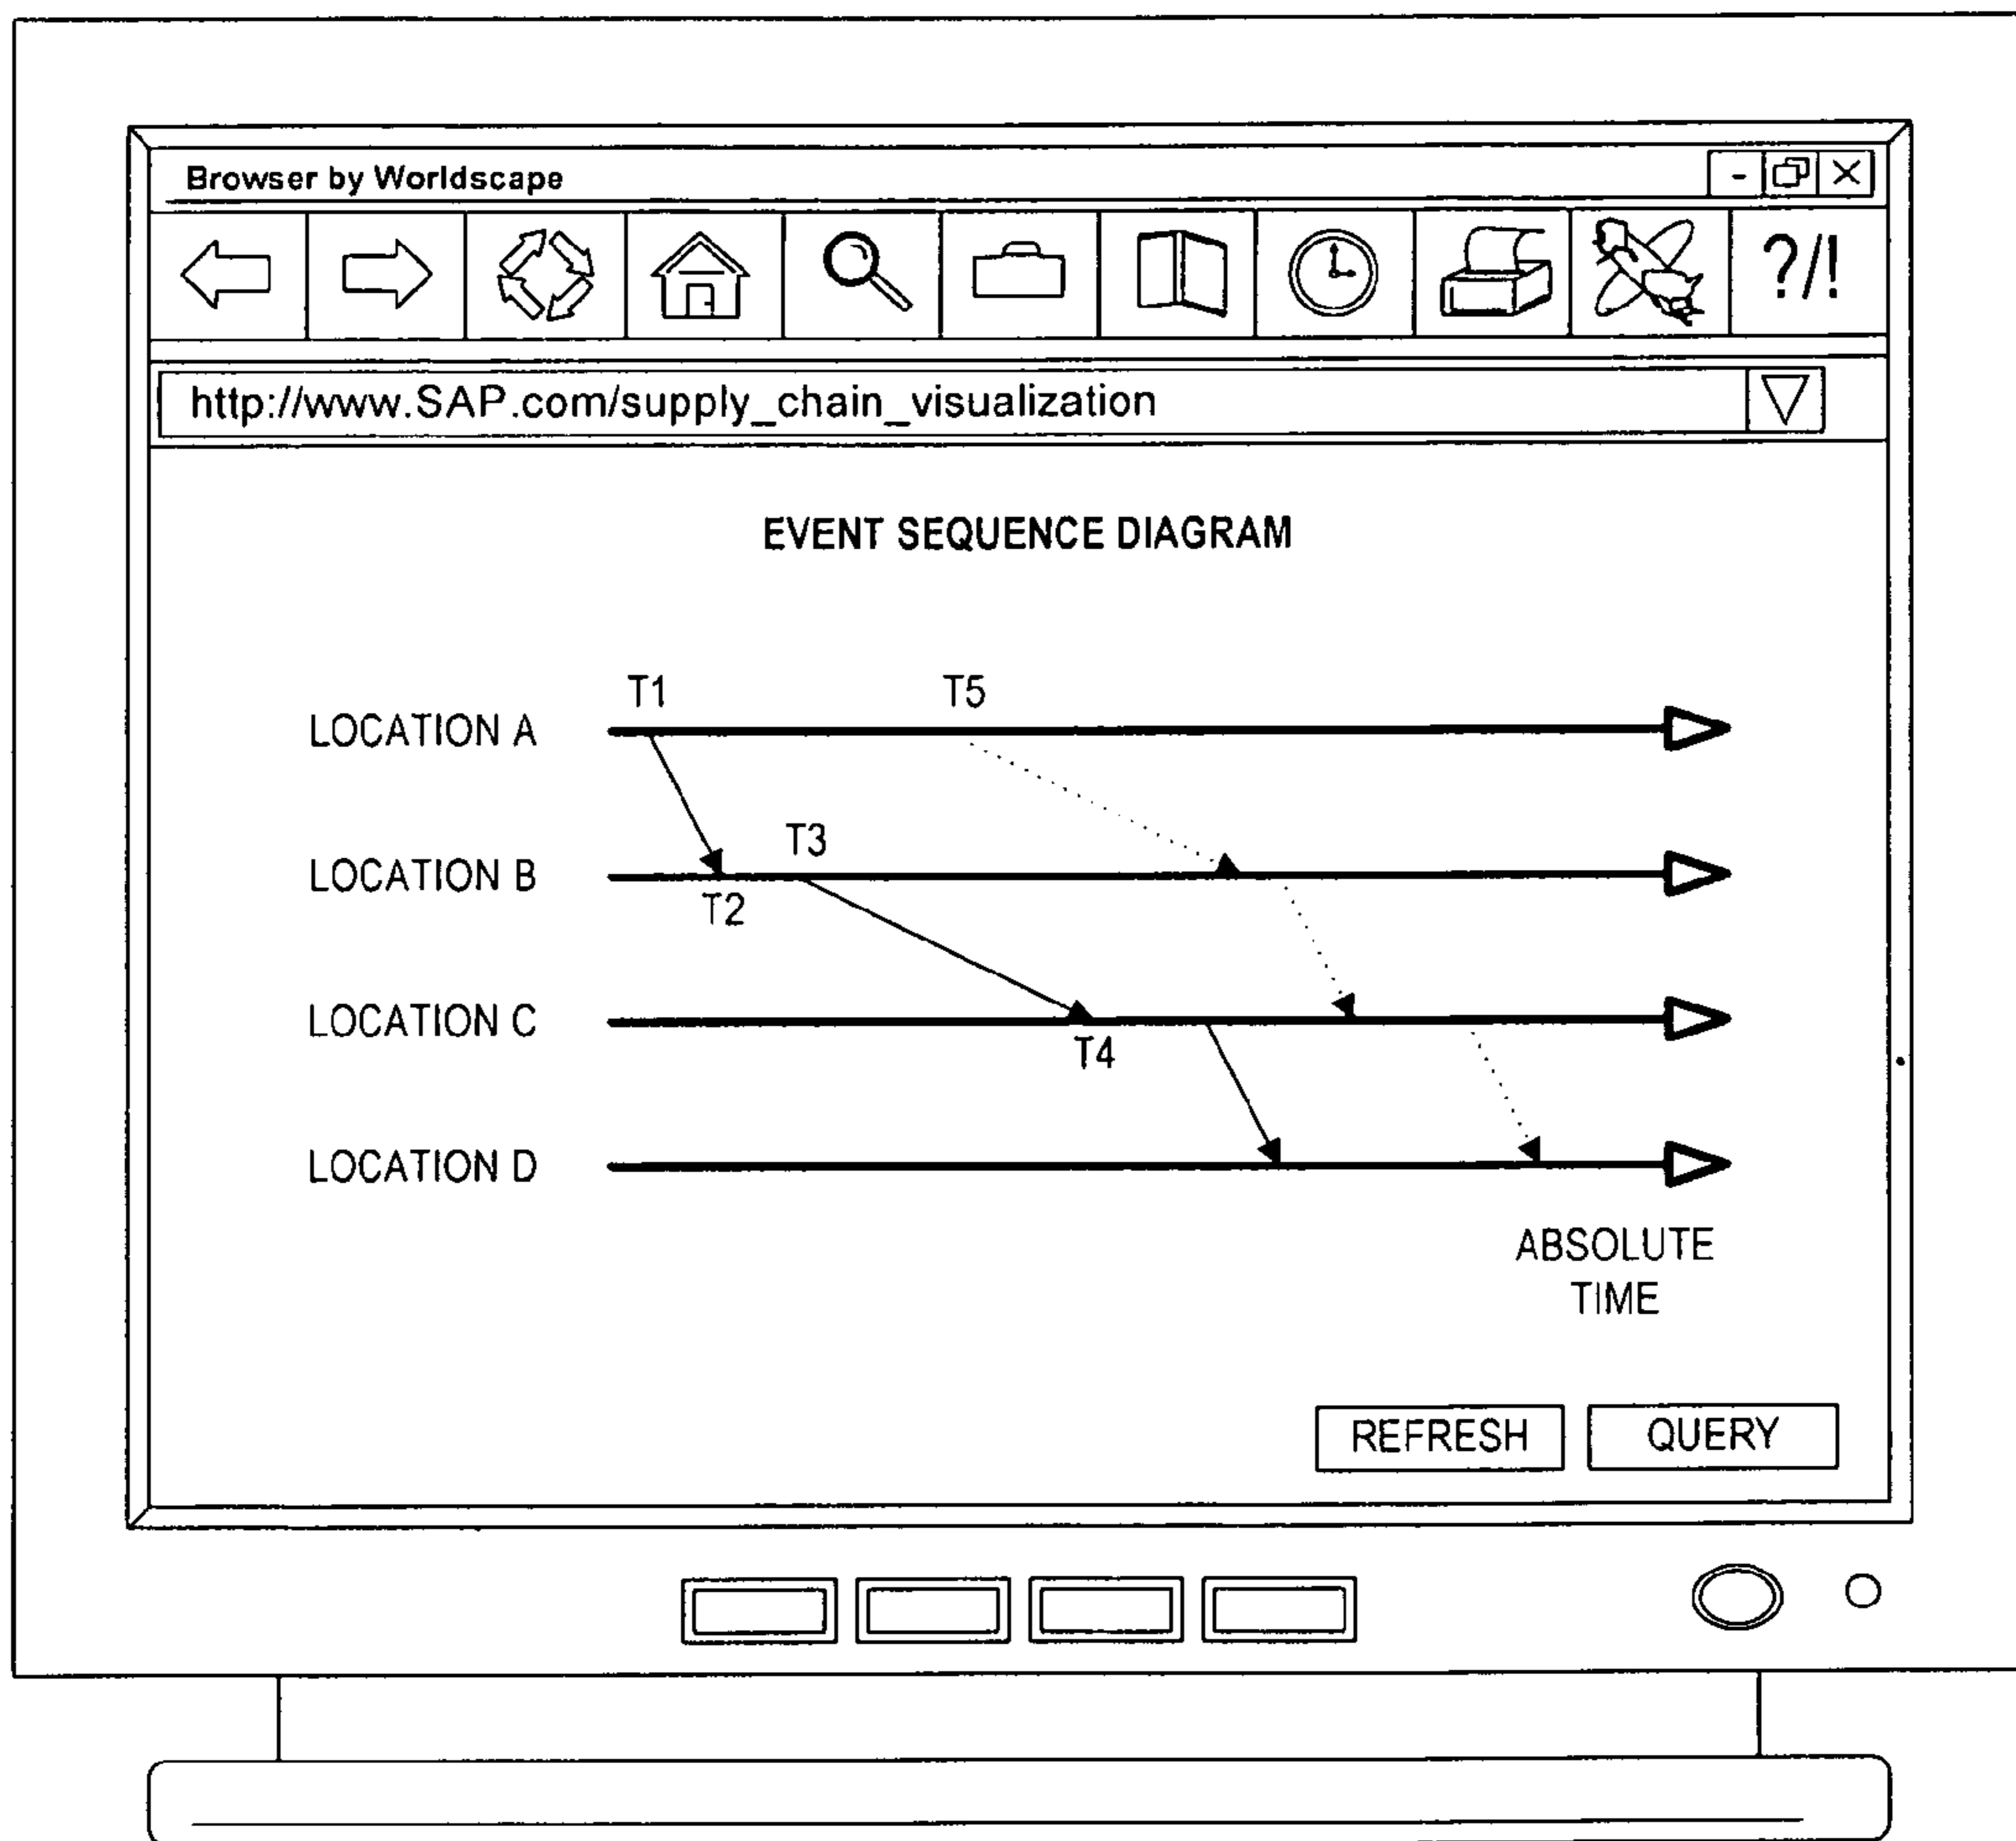 Browser by Worldscape
?/!
http://www.SAP.com/supply_chain_visualization
EVENT SEQUENCE DIAGRAM
T1
T5
LOCATION A
T3
LOCATION B
T2
LOCATION C
T4
LOCATION D
ABSOLUTE
TIME
REFRESH
QUERY